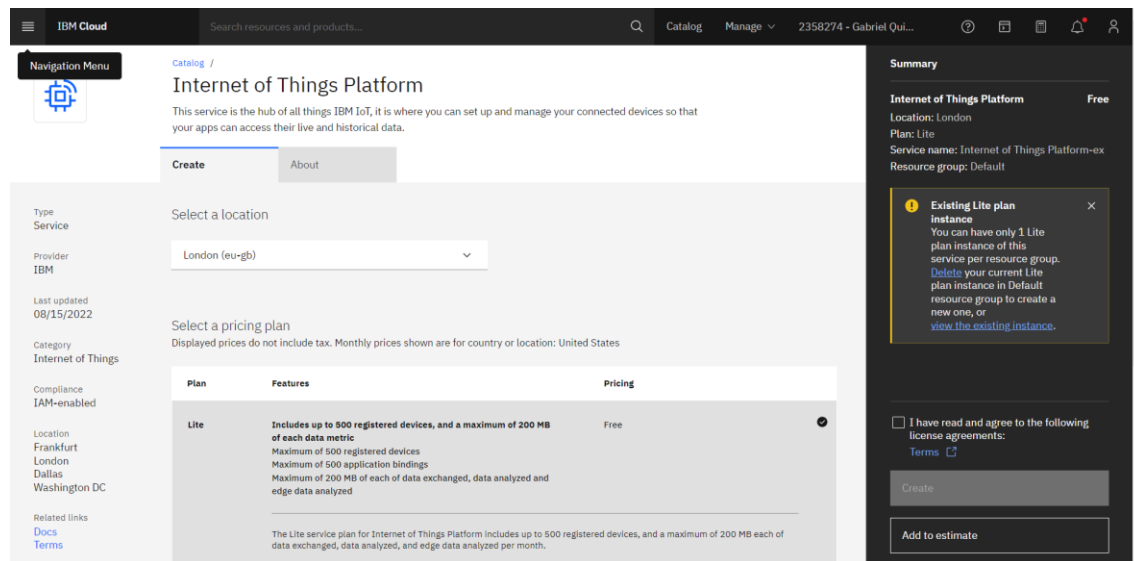 IBM Cloud
Search resources and products...
Catalog
Manage
2358274 - Gabriel Qui...
Navigation Menu
Catalog /
Internet of Things Platform
This service is the hub of all things IBM IoT, it is where you can set up and manage your connected devices so that
your apps can access their live and historical data.
Create
About
Type
Service
Provider
IBM
Last updated
08/15/2022
Category
Internet of Things
Compliance
IAM-enabled
Location
Frankfurt
London
Dallas
Washington DC
Related links
Docs
Terms
Select a location
London (eu-gb)
Select a pricing plan
Displayed prices do not include tax. Monthly prices shown are for country or location: United States
Plan
Features
Pricing
Lite
Includes up to 500 registered devices, and a maximum of 200 MB
of each data metric
Maximum of 500 registered devices
Maximum of 500 application bindings
Maximum of 200 MB of each of data exchanged, data analyzed and
edge data analyzed
Free
The Lite service plan for Internet of Things Platform includes up to 500 registered devices, and a maximum of 200 MB each of
data exchanged, data analyzed, and edge data analyzed per month.
Summary
Internet of Things Platform Free
Location: London
Plan: Lite
Service name: Internet of Things Platform-ex
Resource group: Default
Existing Lite plan
instance
You can have only 1 Lite
plan instance of this
service per resource group.
Delete your current Lite
plan instance in Default
resource group to create a
new one, or
view the existing instance.
I have read and agree to the following
license agreements:
Terms
Create
Add to estimate